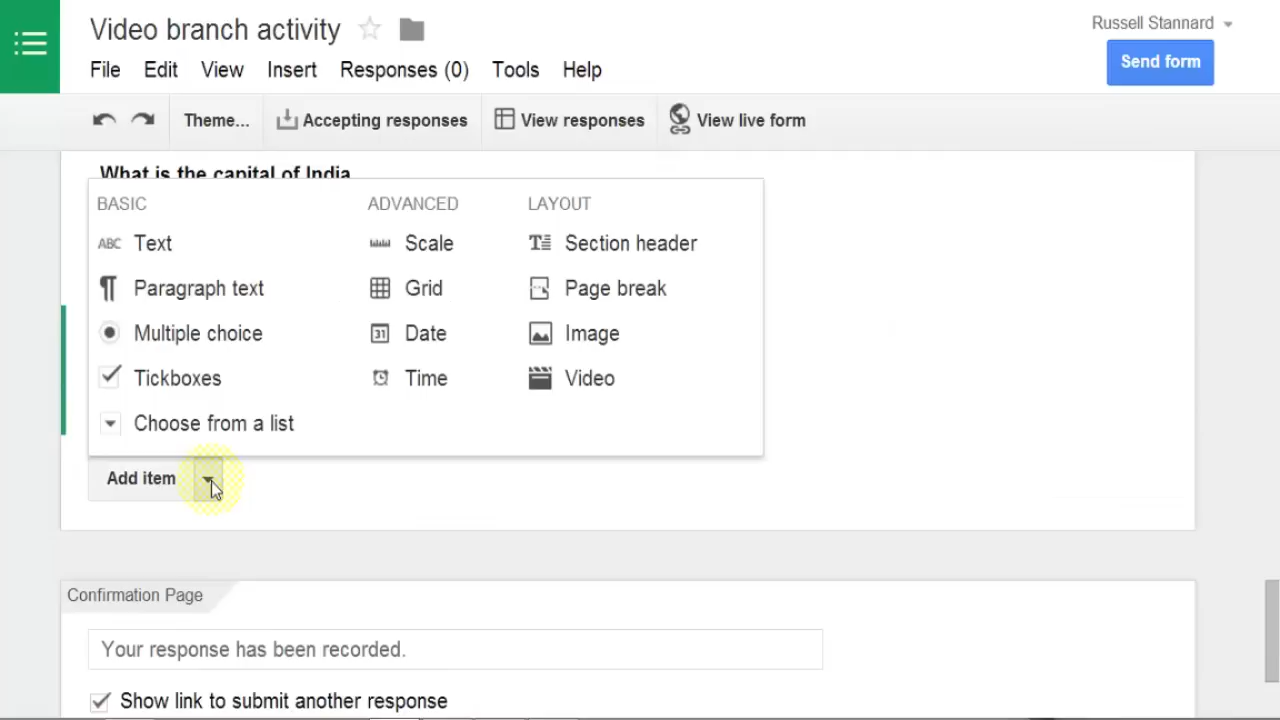 Video branch activity
Russell Stannard
File Edit View Insert Responses (0) Tools Help
Send form
Theme... Accepting responses View responses View live form
What is the capital of India
BASIC ADVANCED LAYOUT
ABC Text Scale Section header
Paragraph text Grid Page break
Multiple choice 31 Date Image
Tickboxes Time Video
Choose from a list
Add item
Confirmation Page
Your response has been recorded.
Show link to submit another response